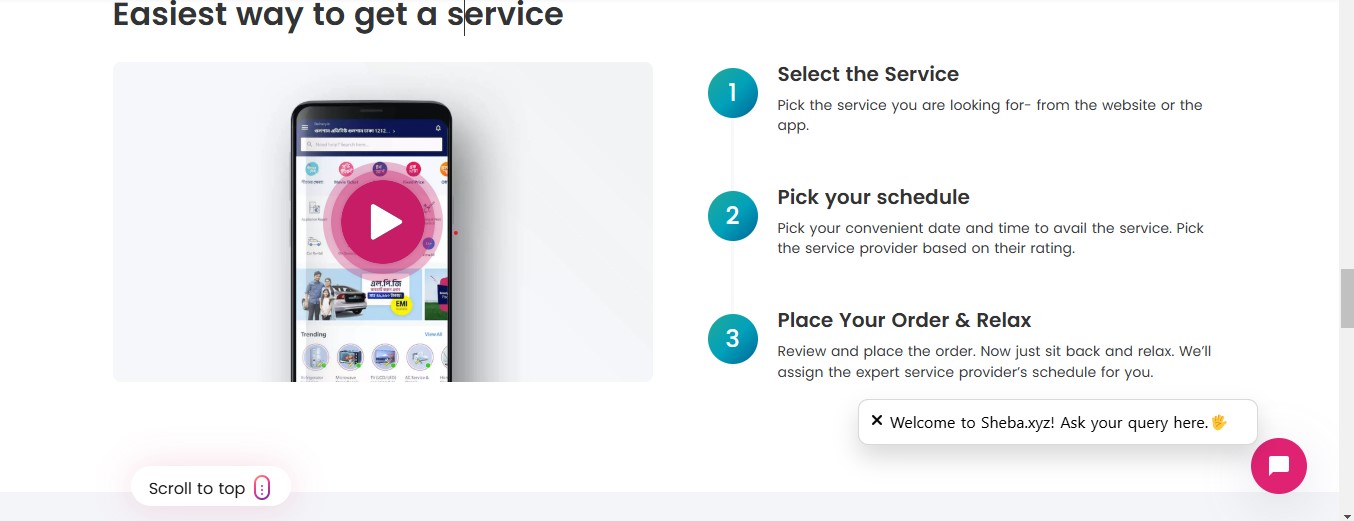 Easiest way to get a service
1
Select the Service
Pick the service you are looking for- from the website or the
app.
2
Pick your schedule
Pick your convenient date and time to avail the service. Pick
the service provider based on their rating.
3
Place Your Order & Relax
Review and place the order. Now just sit back and relax. We’ll
assign the expert service provider’s schedule for you.
এল.পি.জি
EMI
Trending
View All
Welcome to Sheba.xyz! Ask your query here.
Scroll to top